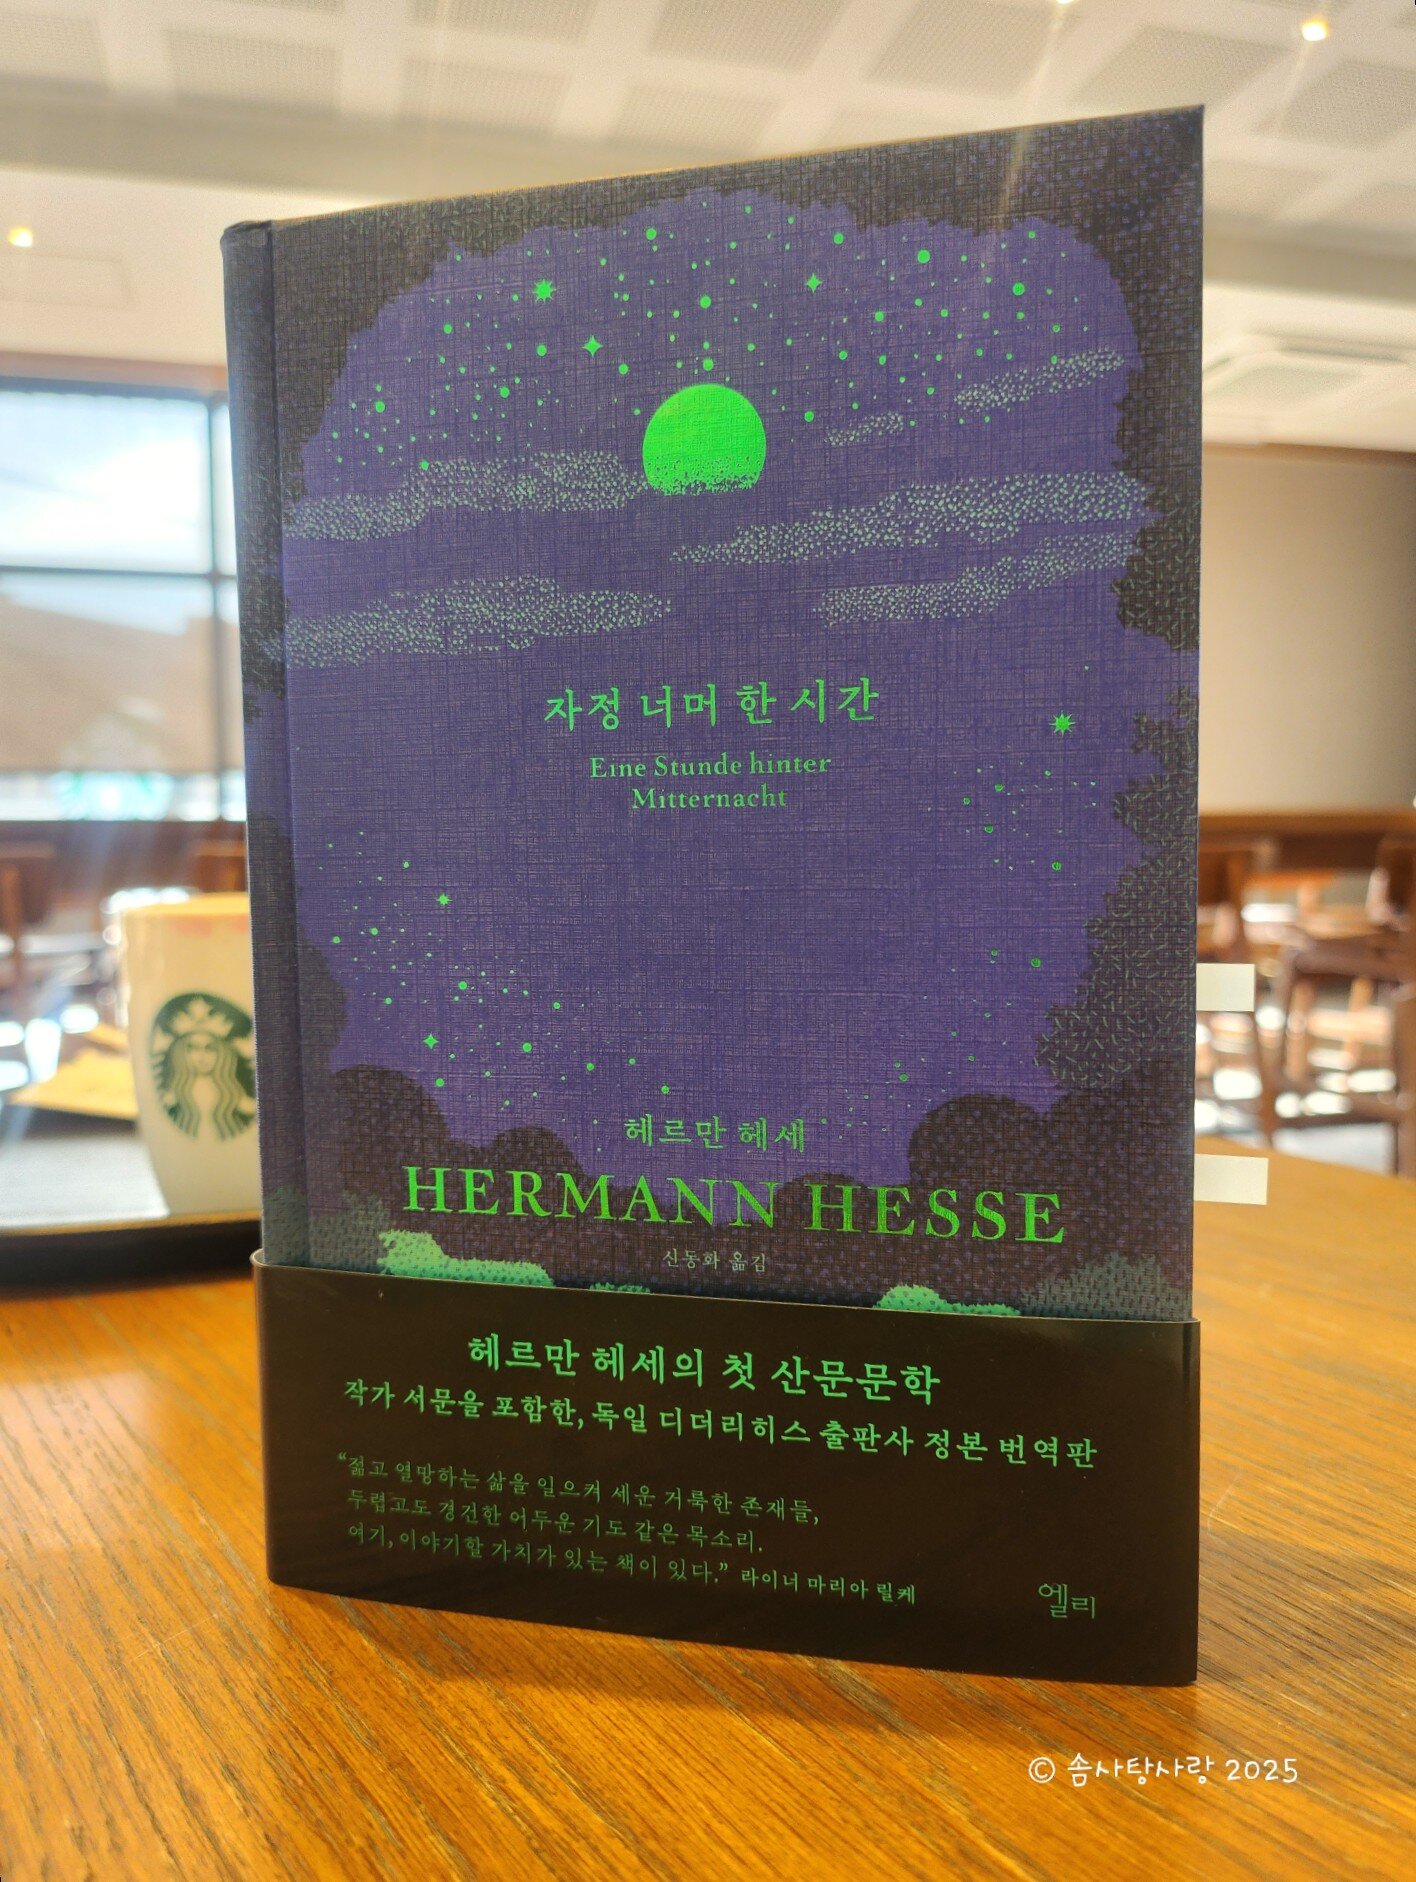 자정 너머 한 시간
Eine Stunde hinter
Mitternacht
헤르만 헤세
HERMANN HESSE
신동화 옮김
헤르만 헤세의 첫 산문문학
작가 서문을 포함한, 독일 디더리히스 출판사 정본 번역판
“젊고 열망하는 삶을 일으켜 세운 거룩한 존재들,
두렵고도 경건한 어두운 기도 같은 목소리.
여기, 이야기할 가치가 있는 책이 있다.” 라이너 마리아 릴케
엘리
© 솜사탕사랑 2025